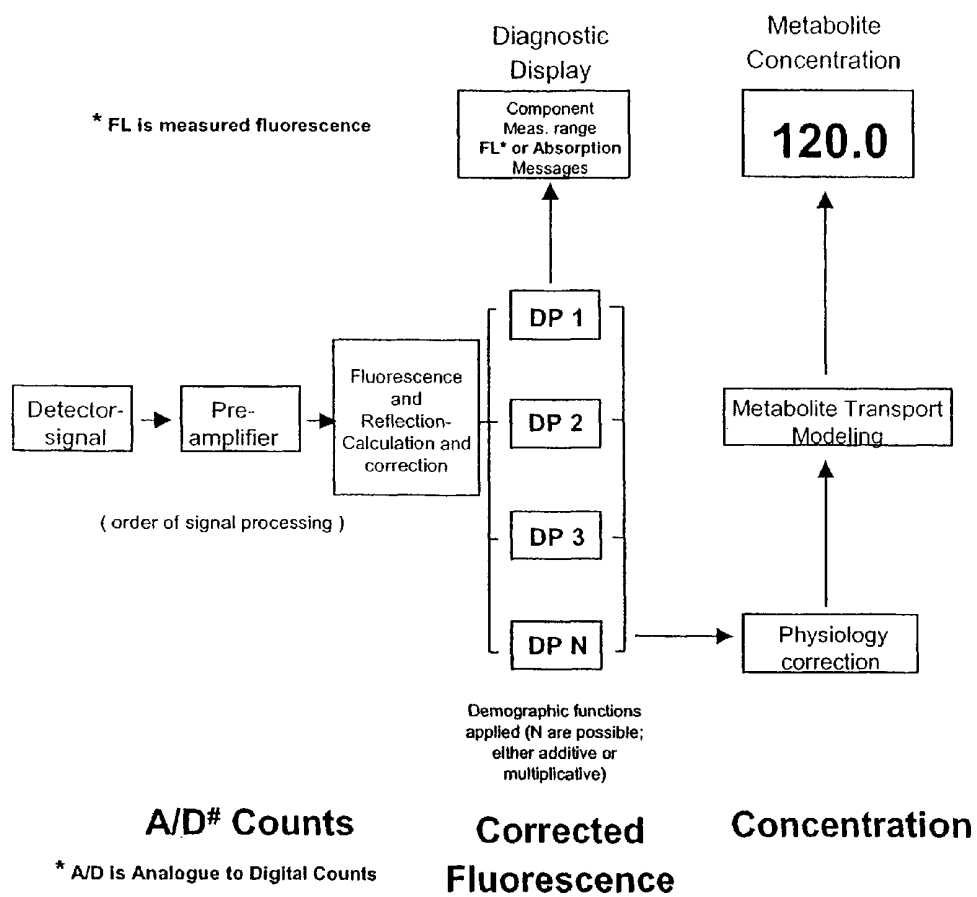 Diagnostic
Display
Metabolite
Concentration
* FL is measured fluorescence
Component
Meas. range
FL* or Absorption
Messages
120.0
DP 1
Detector-
signal
Pre-
amplifier
Fluorescence
and
Reflection-
Calculation and
correction
DP 2
Metabolite Transport
Modeling
( order of signal processing )
DP 3
DP N
Physiology
correction
Demographic functions
applied (N are possible;
either additive or
multiplicative)
A/D# Counts
* A/D is Analogue to Digital Counts
Corrected
Fluorescence
Concentration